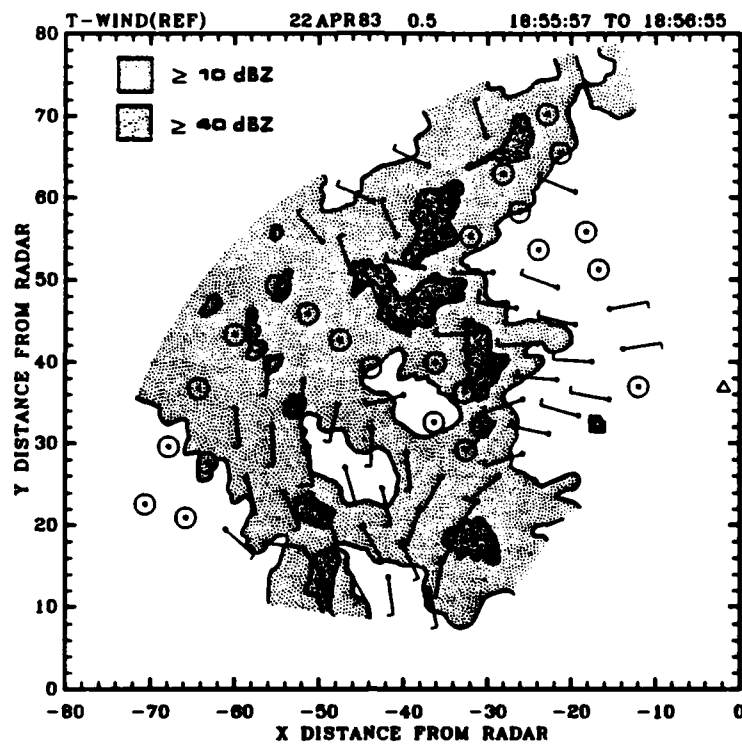 T-WIND(REF) 22APR83 0.5 18:55:57 TO 18:56:55
≥ 10 dBZ
≥ 40 dBZ
80
70
60
50
40
30
20
10
0
Y DISTANCE FROM RADAR
-80 -70 -60 -50 -40 -30 -20 -10 0
X DISTANCE FROM RADAR